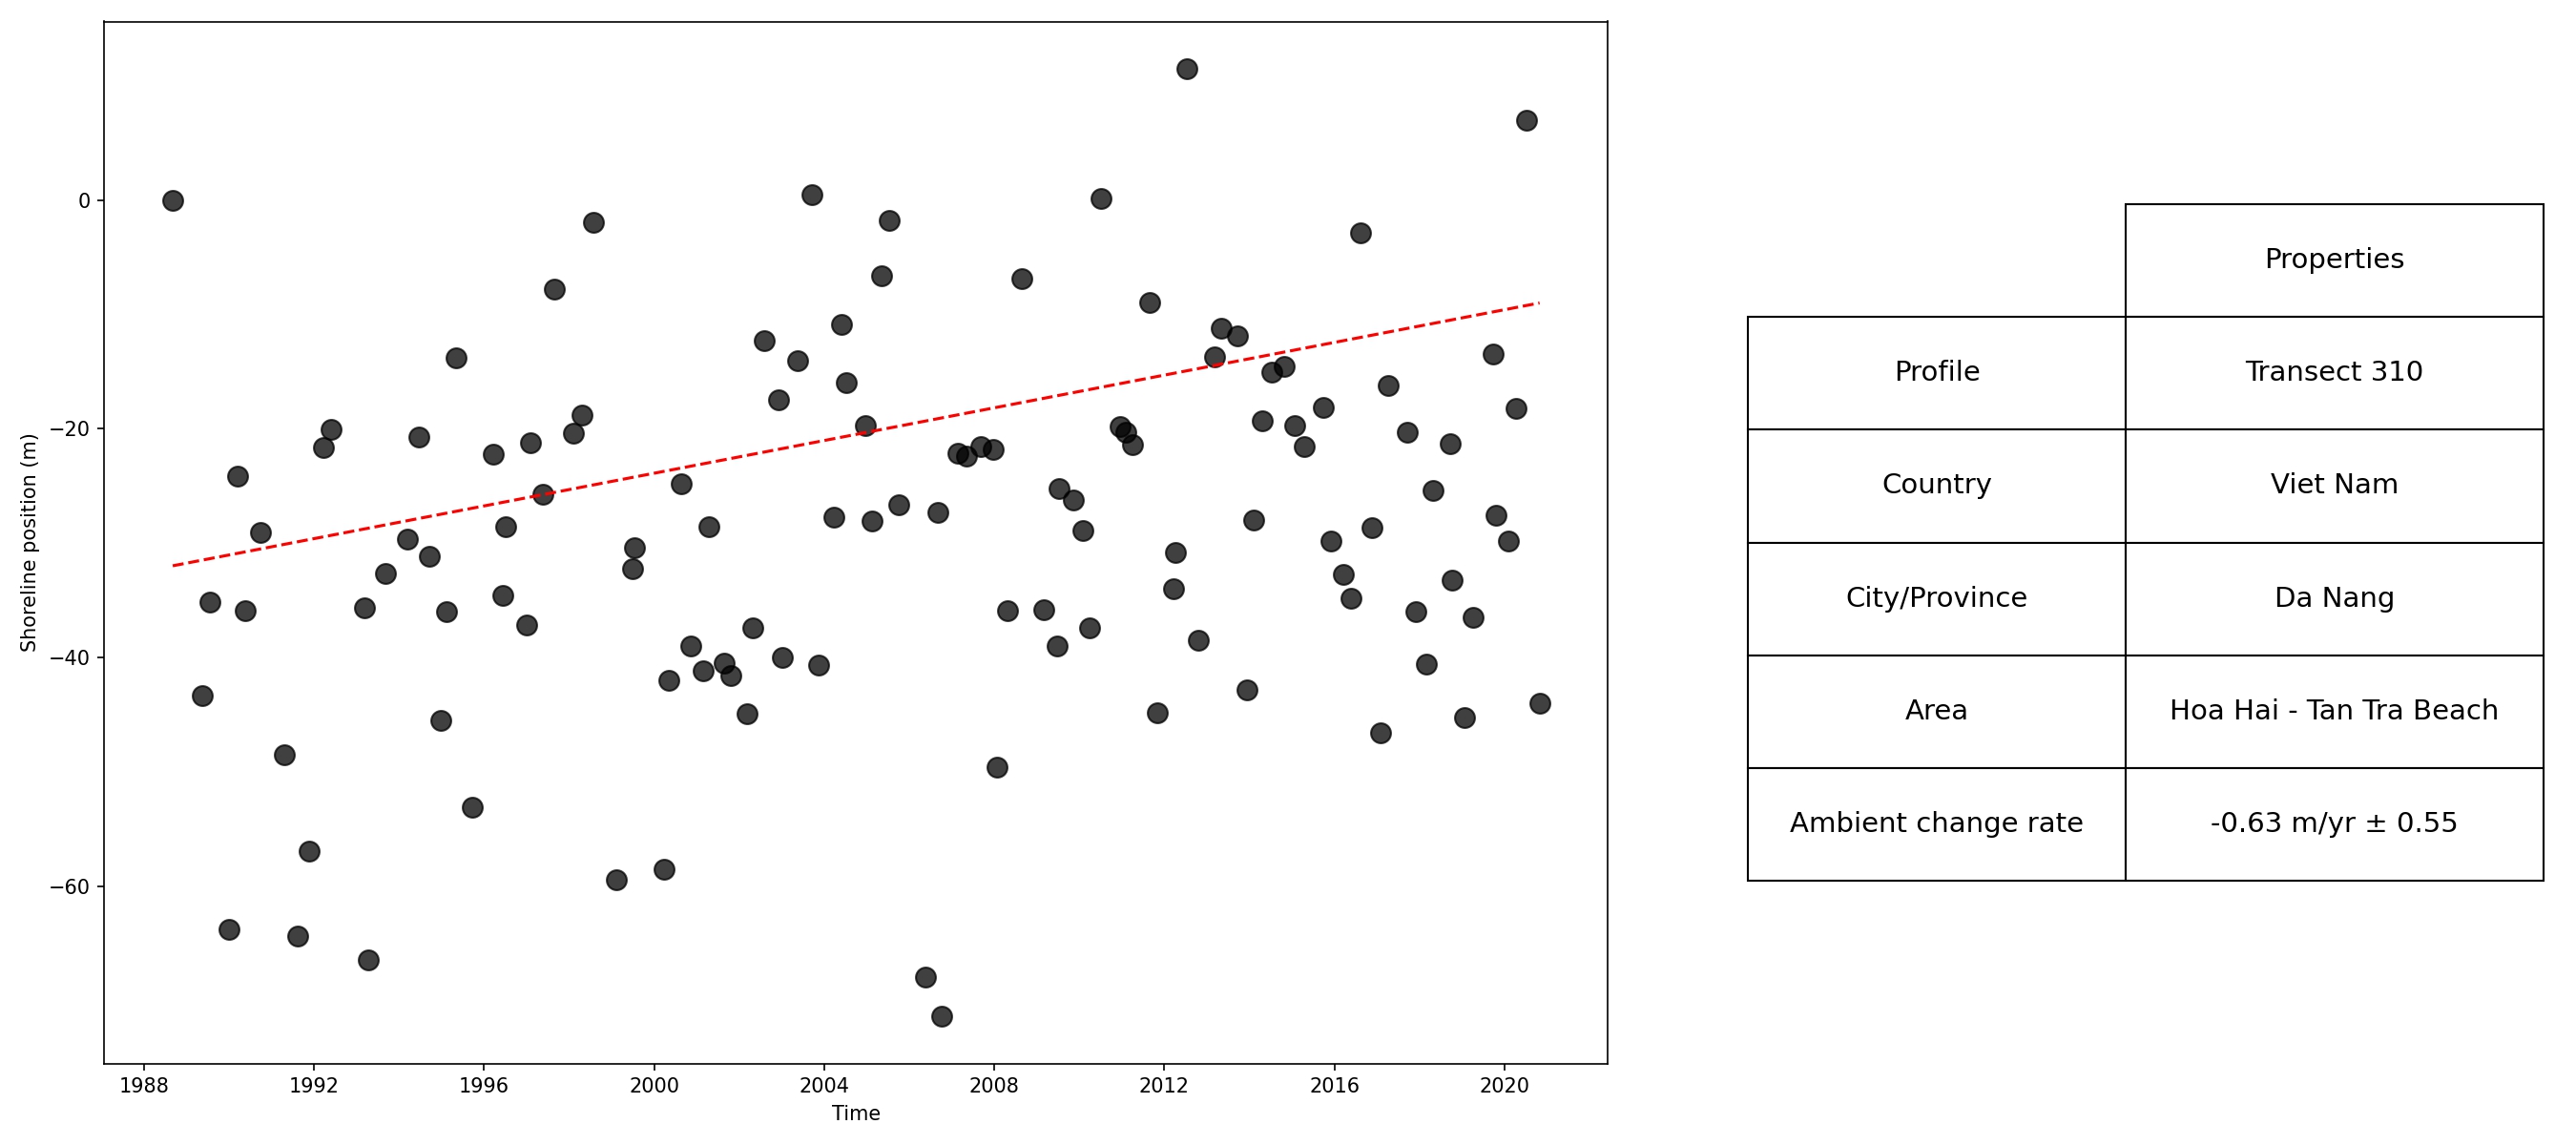 0
−20
−40
−60
Shoreline position (m)
1988 1992 1996 2000 2004 2008 2012 2016 2020
Time
Properties
Profile Transect 310
Country Viet Nam
City/Province Da Nang
Area Hoa Hai - Tan Tra Beach
Ambient change rate -0.63 m/yr ± 0.55